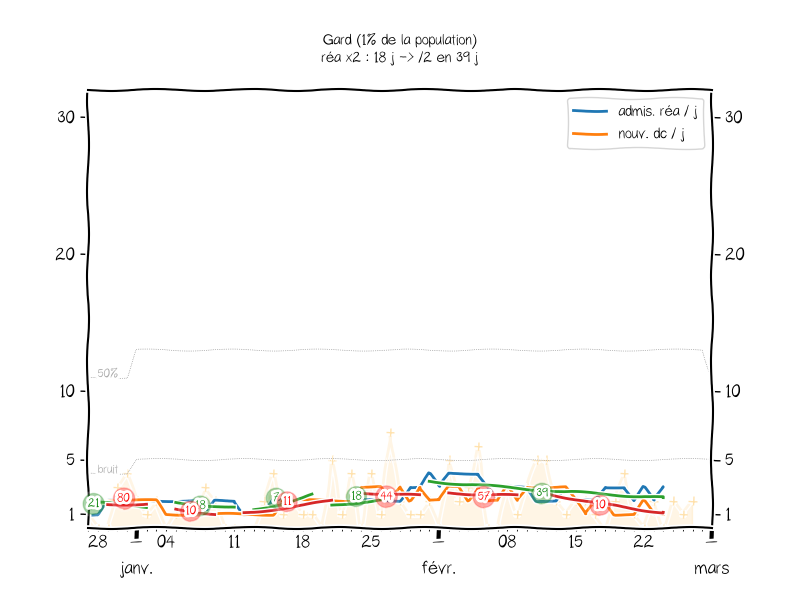 Gard (1% de la population)
réa x2 : 18 j -> /2 en 39 j
admis. réa / j
nouv. dc / j
30 30
20 20
50%
10 10
bruit
5 5
21 80 10 18 7 11 18 44 57 39 10
1 1
28 04 11 18 25 08 15 22
janv. févr. mars